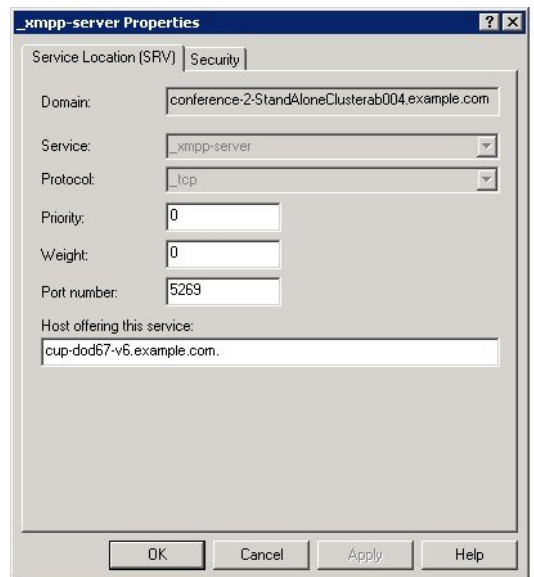 _xmpp-server Properties
Service Location (SRV) Security
Domain: conference-2-StandAloneClusterab004.example.com
Service: _xmpp-server
Protocol: _tcp
Priority: 0
Weight: 0
Port number: 5269
Host offering this service:
cup-dod67-v6.example.com.
OK Cancel Apply Help